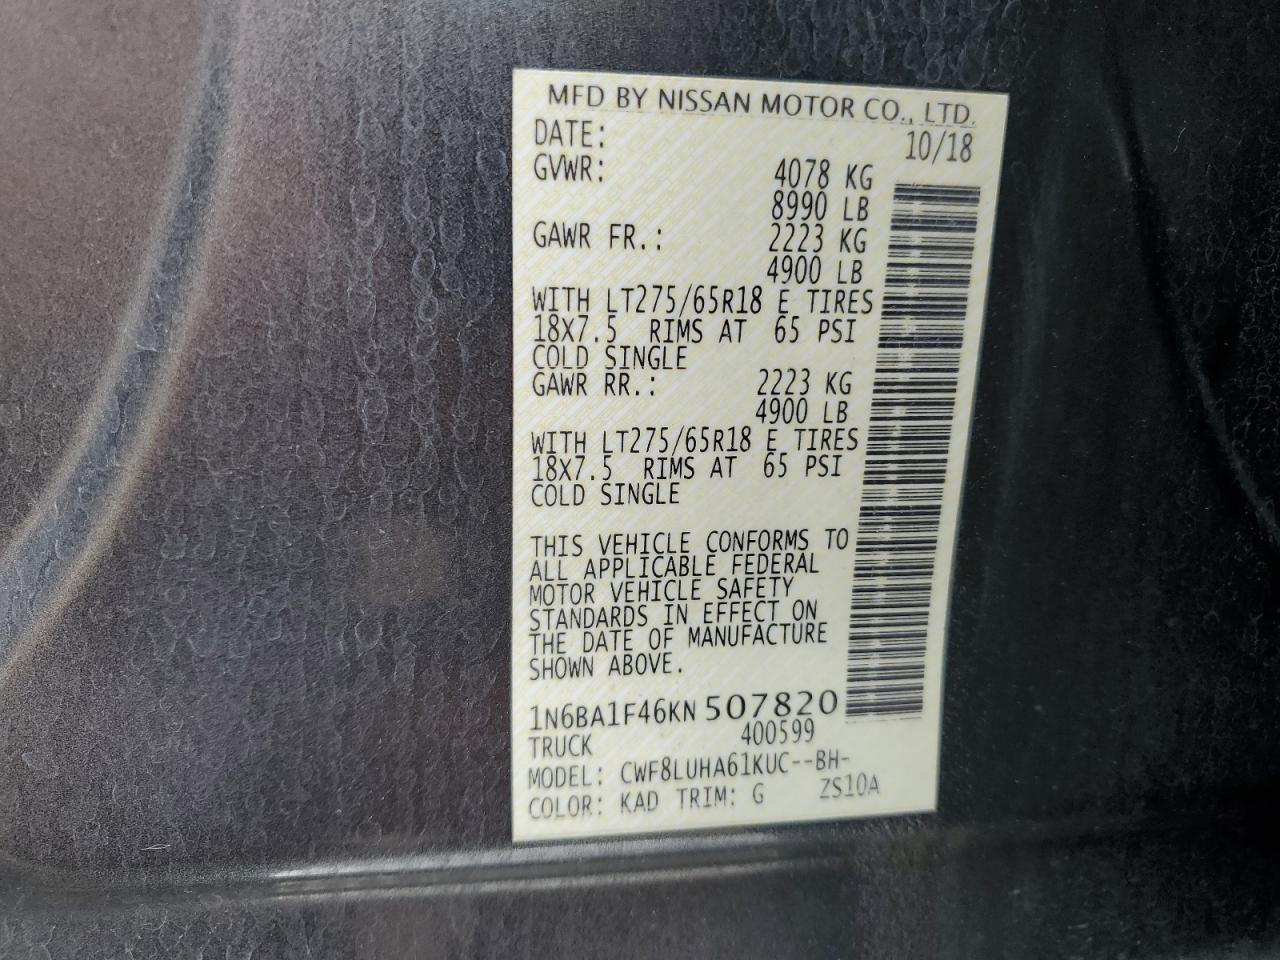 MFD BY NISSAN MOTOR CO., LTD.
DATE: 10/18
GVWR: 4078 KG
8990 LB
GAWR FR.: 2223 KG
4900 LB
WITH LT275/65R18 E TIRES
18X7.5 RIMS AT 65 PSI
COLD SINGLE
GAWR RR.: 2223 KG
4900 LB
WITH LT275/65R18 E TIRES
18X7.5 RIMS AT 65 PSI
COLD SINGLE
THIS VEHICLE CONFORMS TO
ALL APPLICABLE FEDERAL
MOTOR VEHICLE SAFETY
STANDARDS IN EFFECT ON
THE DATE OF MANUFACTURE
SHOWN ABOVE.
1N6BA1F46KN507820
TRUCK 400599
MODEL: CWF8LUHA61KUC--BH-
COLOR: KAD TRIM: G ZS10A